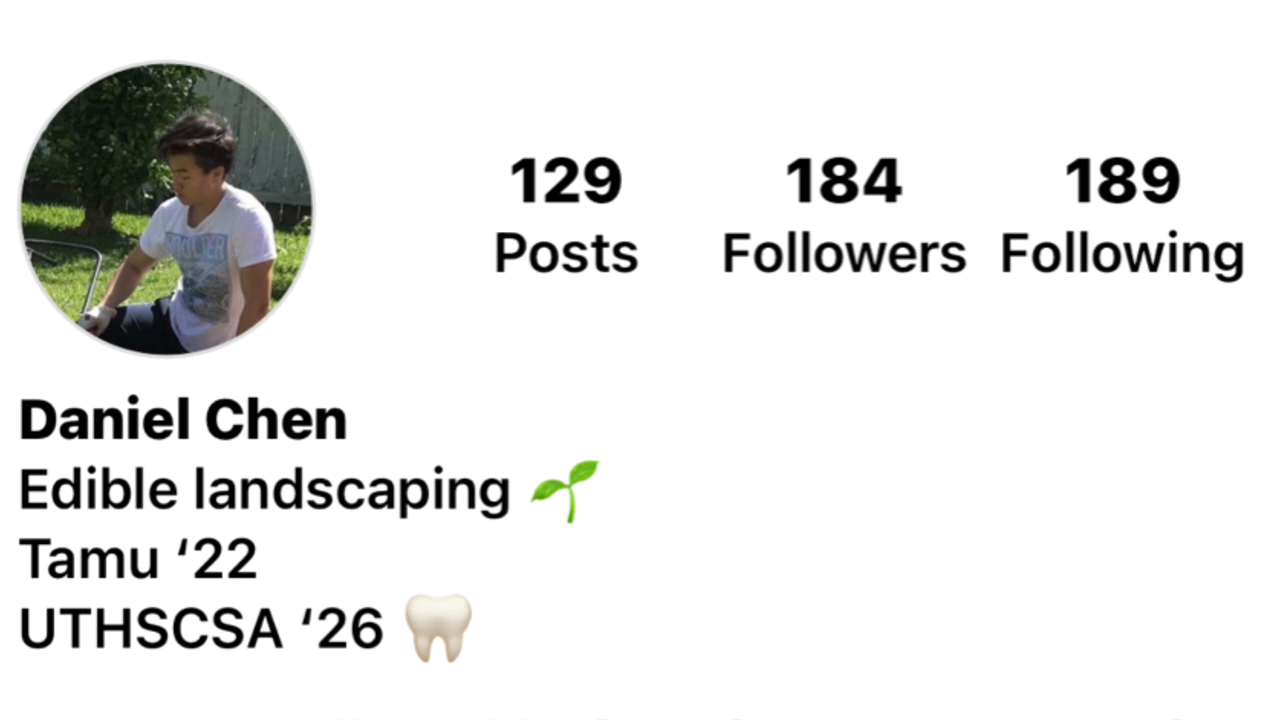 129 184 189
Posts Followers Following
Daniel Chen
Edible landscaping 🌱
Tamu ‘22
UTHSCSA ‘26 🦷